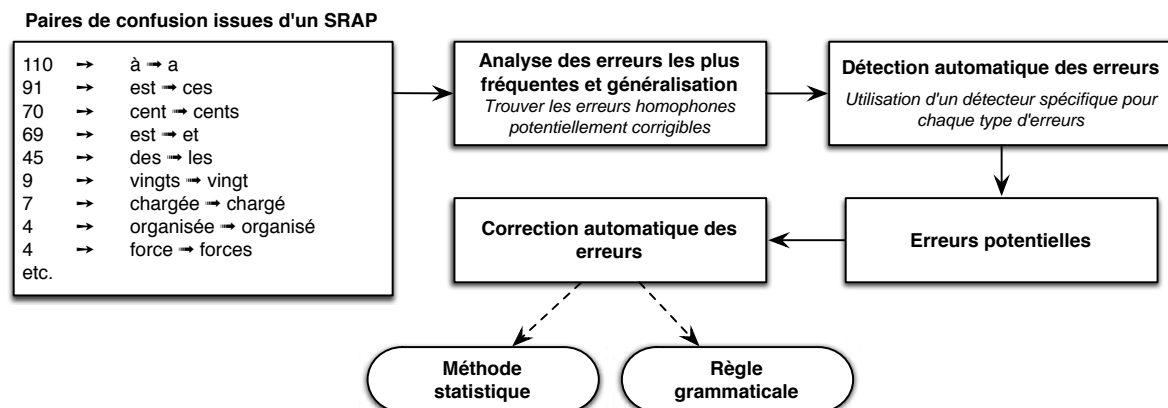 Paires de confusion issues d'un SRAP
110 ➙ à ➟ a
91 ➙ est ➟ ces
70 ➙ cent ➟ cents
69 ➙ est ➟ et
45 ➙ des ➟ les
9 ➙ vingts ➟ vingt
7 ➙ chargée ➟ chargé
4 ➙ organisée ➟ organisé
4 ➙ force ➟ forces
etc.
Analyse des erreurs les plus
fréquentes et généralisation
Trouver les erreurs homophones
potentiellement corrigibles
Détection automatique des erreurs
Utilisation d'un détecteur spécifique pour
chaque type d'erreurs
Erreurs potentielles
Correction automatique des
erreurs
Méthode
statistique
Règle
grammaticale